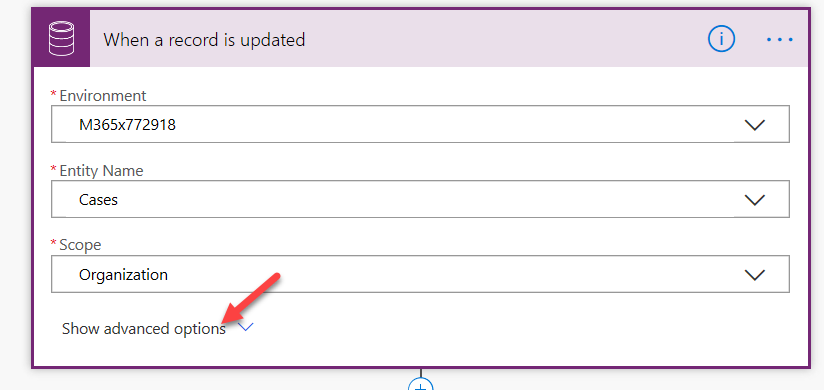 When a record is updated
* Environment
M365x772918
* Entity Name
Cases
* Scope
Organization
Show advanced options